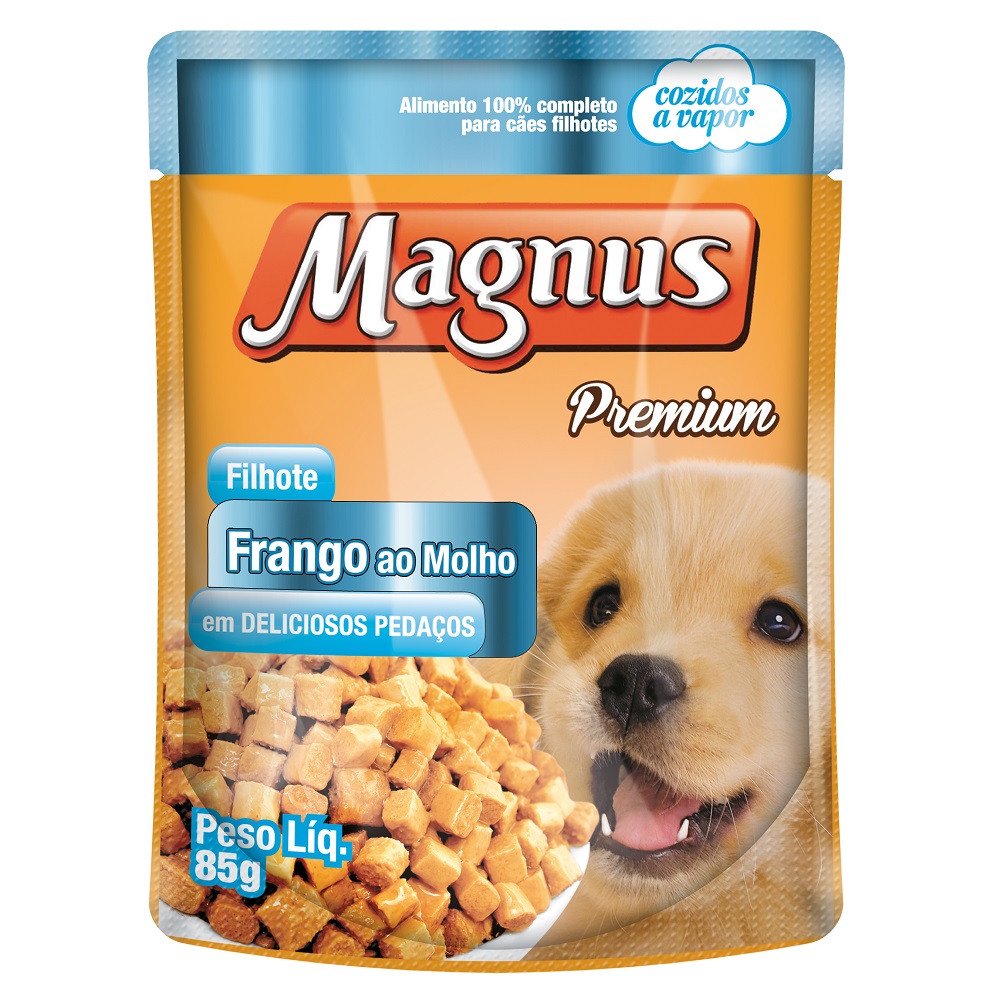 Alimento 100% completo
para cães filhotes
cozidos
a vapor
Magnus
Premium
Filhote
Frango ao Molho
em DELICIOSOS PEDAÇOS
Peso Líq.
85g